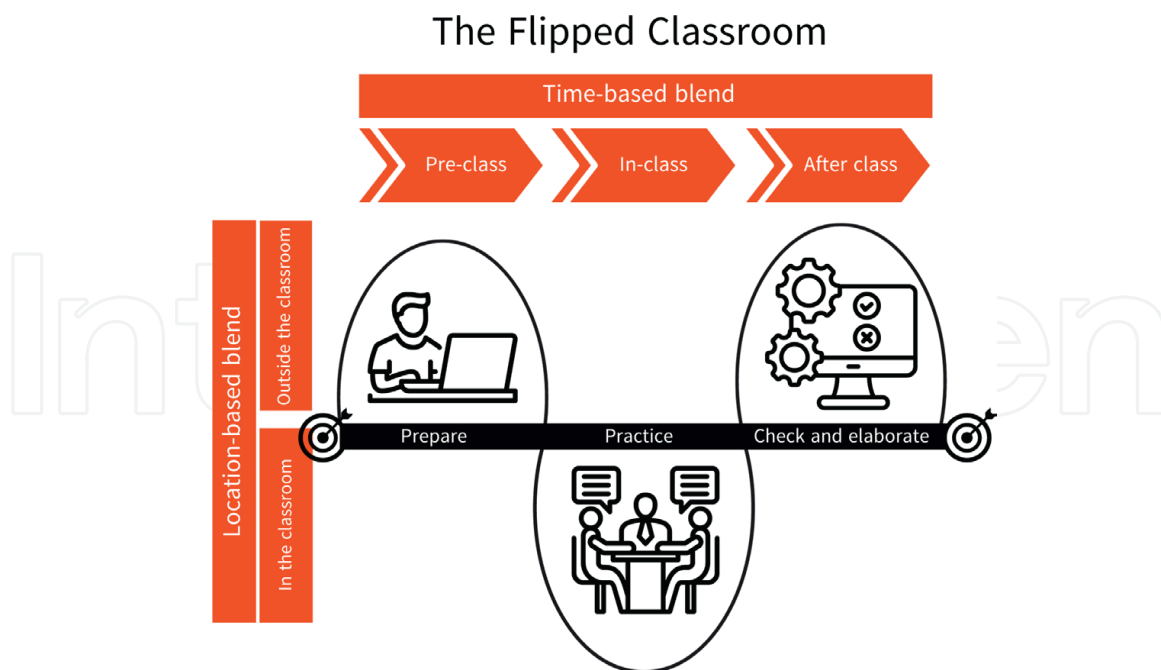 The Flipped Classroom
Time-based blend
Pre-class
In-class
After class
Location-based blend
Outside the classroom
In the classroom
Prepare
Practice
Check and elaborate